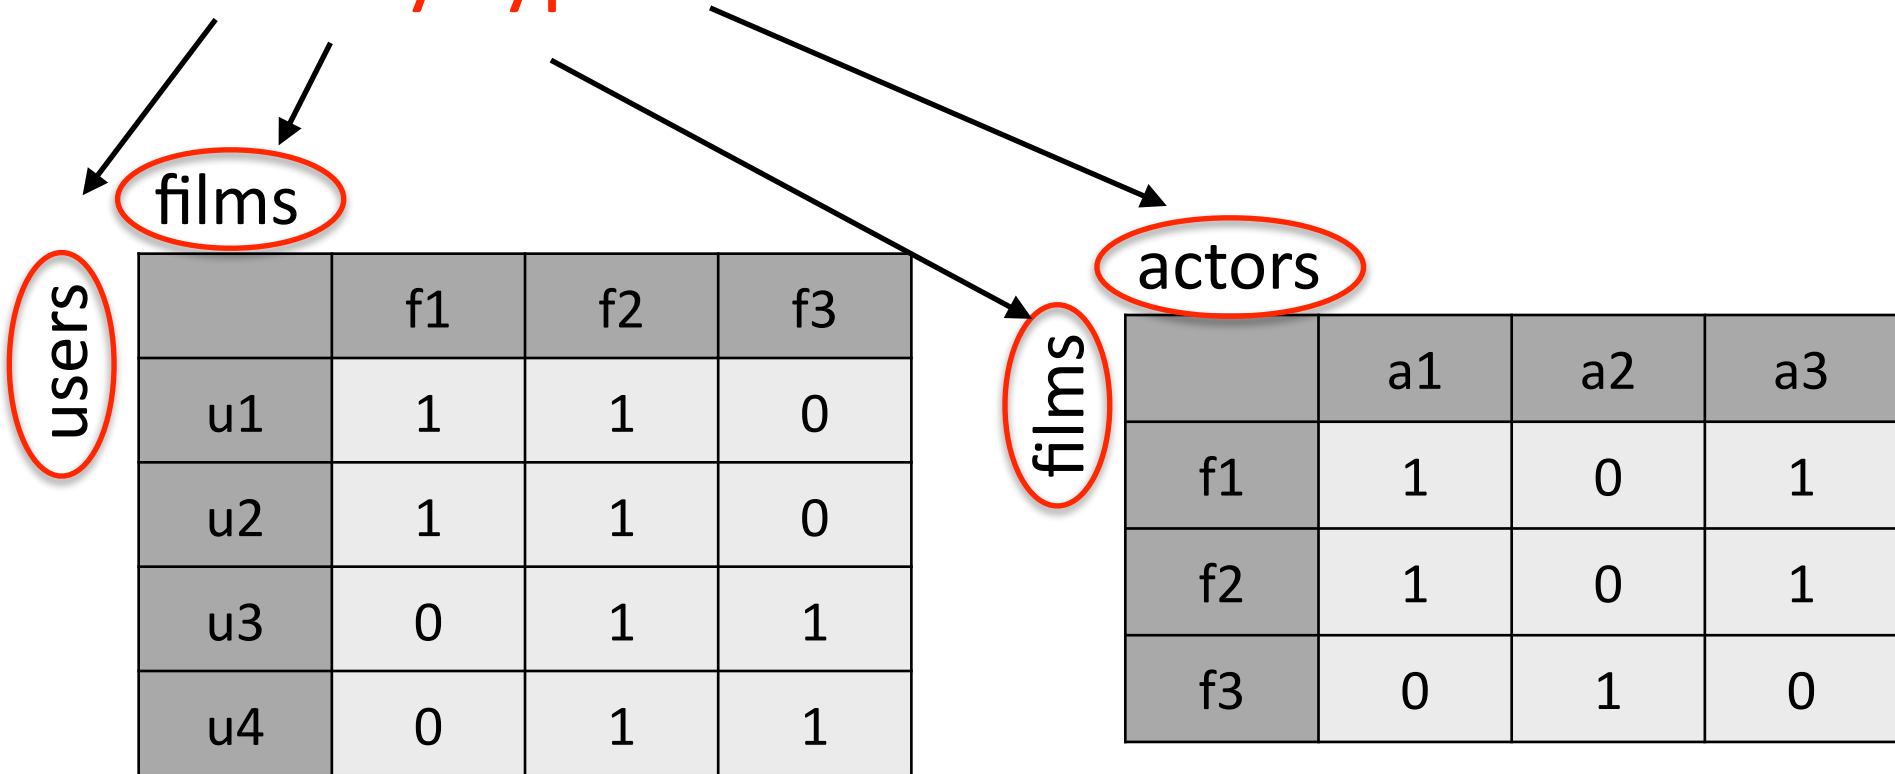 films
users
f1 f2 f3
u1 1 1 0
u2 1 1 0
u3 0 1 1
u4 0 1 1
actors
films
a1 a2 a3
f1 1 0 1
f2 1 0 1
f3 0 1 0